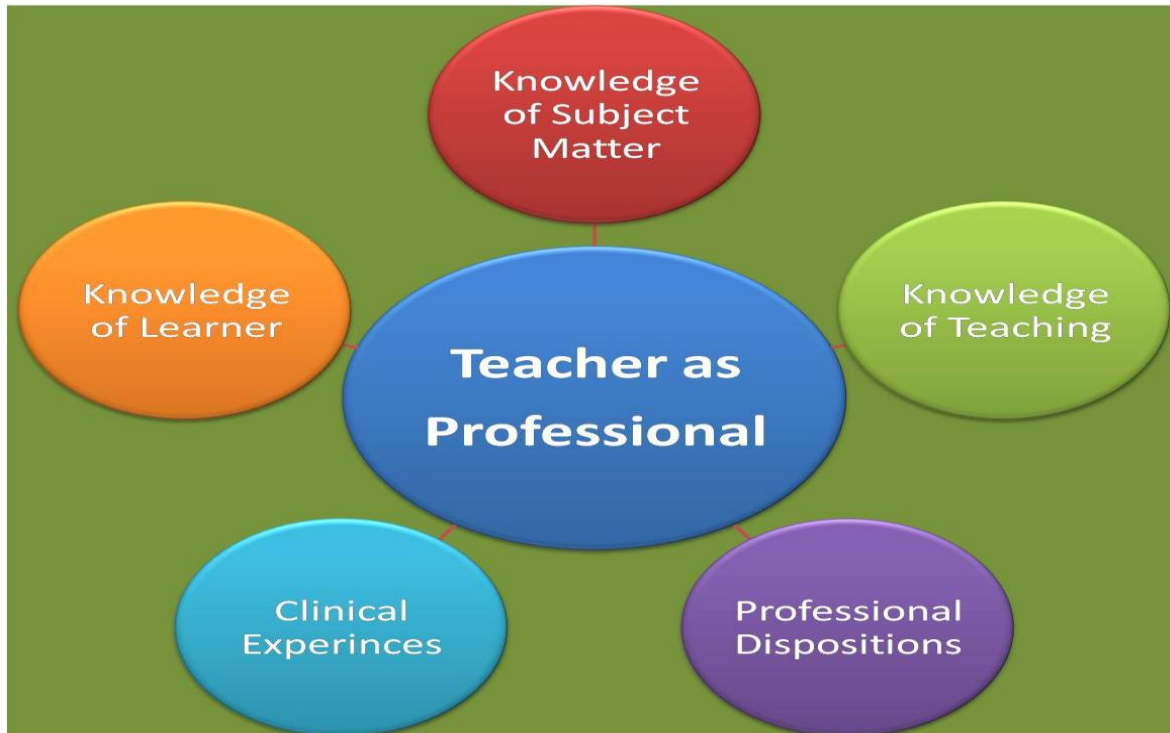 Knowledge
of Subject
Matter
Knowledge
of Learner
Knowledge
of Teaching
Teacher as
Professional
Clinical
Experinces
Professional
Dispositions